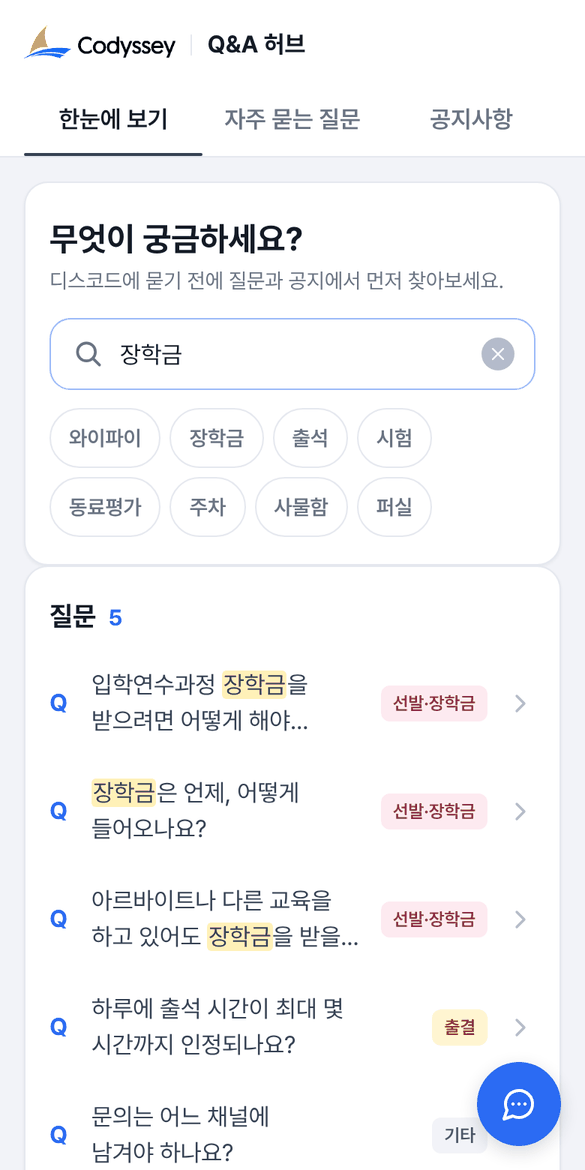 Codyssey Q&A 허브
한눈에 보기 자주 묻는 질문 공지사항
무엇이 궁금하세요?
디스코드에 묻기 전에 질문과 공지에서 먼저 찾아보세요.
장학금
와이파이 장학금 출석 시험
동료평가 주차 사물함 퍼실
질문 5
Q 입학연수과정 장학금을
받으려면 어떻게 해야...
선발·장학금
Q 장학금은 언제, 어떻게
들어오나요?
선발·장학금
Q 아르바이트나 다른 교육을
하고 있어도 장학금을 받을...
선발·장학금
Q 하루에 출석 시간이 최대 몇
시간까지 인정되나요?
출결
Q 문의는 어느 채널에
남겨야 하나요?
기타